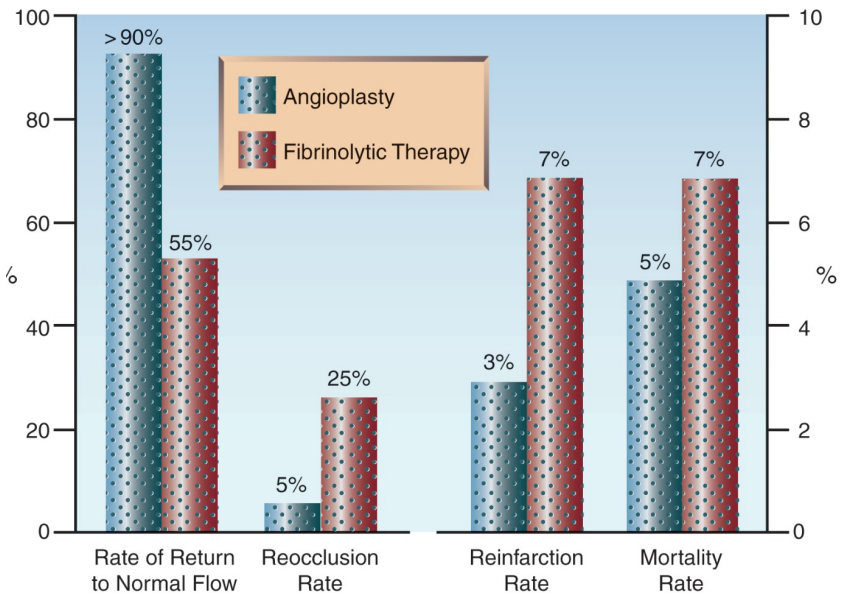 100
80
60
40
20
0
%
>90%
55%
5%
25%
Angioplasty
Fibrinolytic Therapy
3%
7%
5%
7%
10
8
6
4
2
0
%
Rate of Return
to Normal Flow
Reocclusion
Rate
Reinfarction
Rate
Mortality
Rate